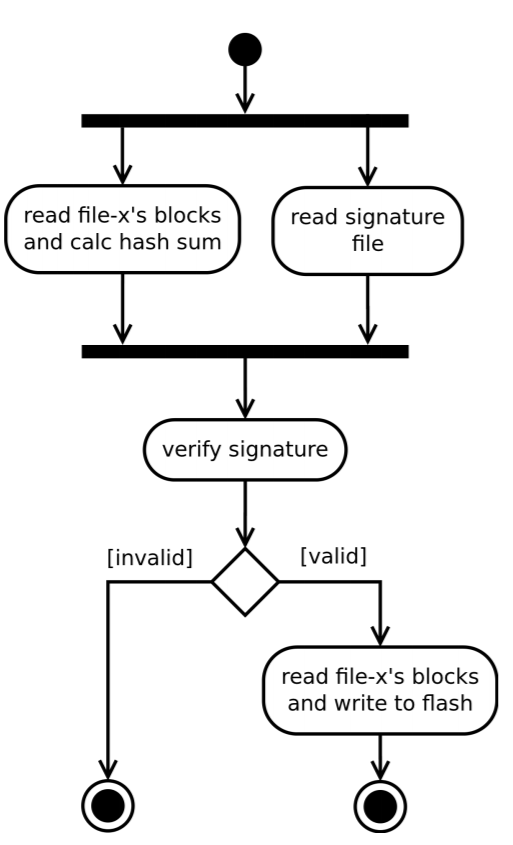 read file-x's blocks
and calc hash sum
read signature
file
verify signature
[invalid]
[valid]
read file-x's blocks
and write to flash